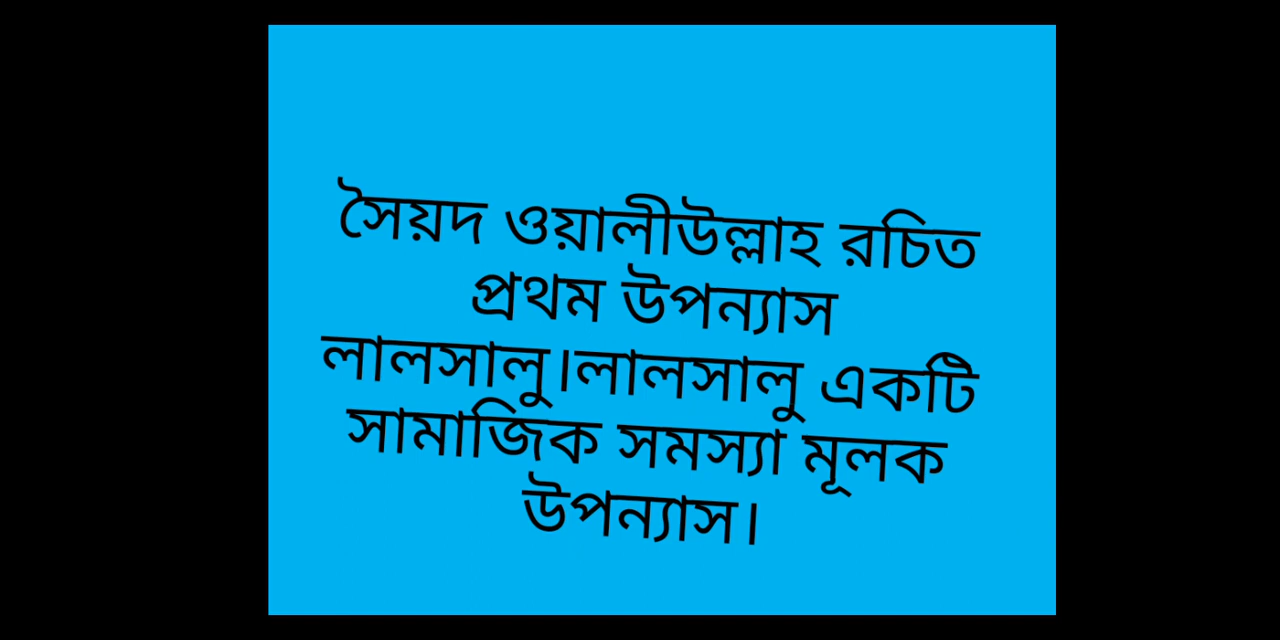 সৈয়দ ওয়ালীউল্লাহ রচিত
প্রথম উপন্যাস
লালসালু।লালসালু একটি
সামাজিক সমস্যা মূলক
উপন্যাস।